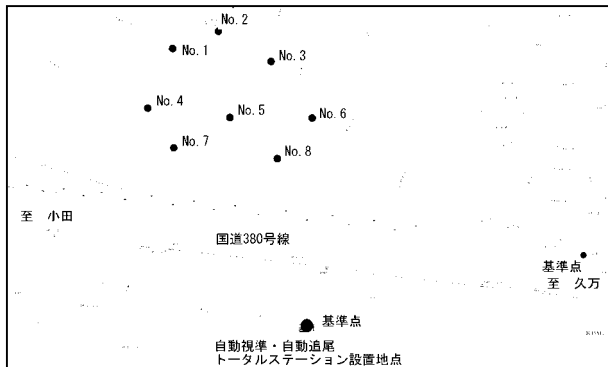 No. 2
No. 1
No. 3
No. 4
No. 5
No. 6
No. 7
No. 8
至 小田
国道380号線
基準点
至 久万
基準点
自動視準・自動追尾
トータルステーション設置地点